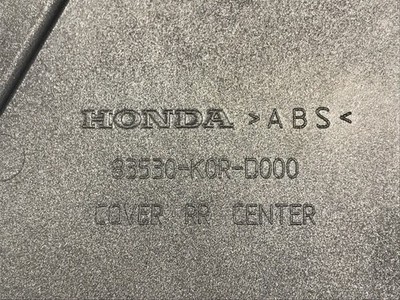 HONDA >ABS<
83530-K0R-D000
COVER RR CENTER